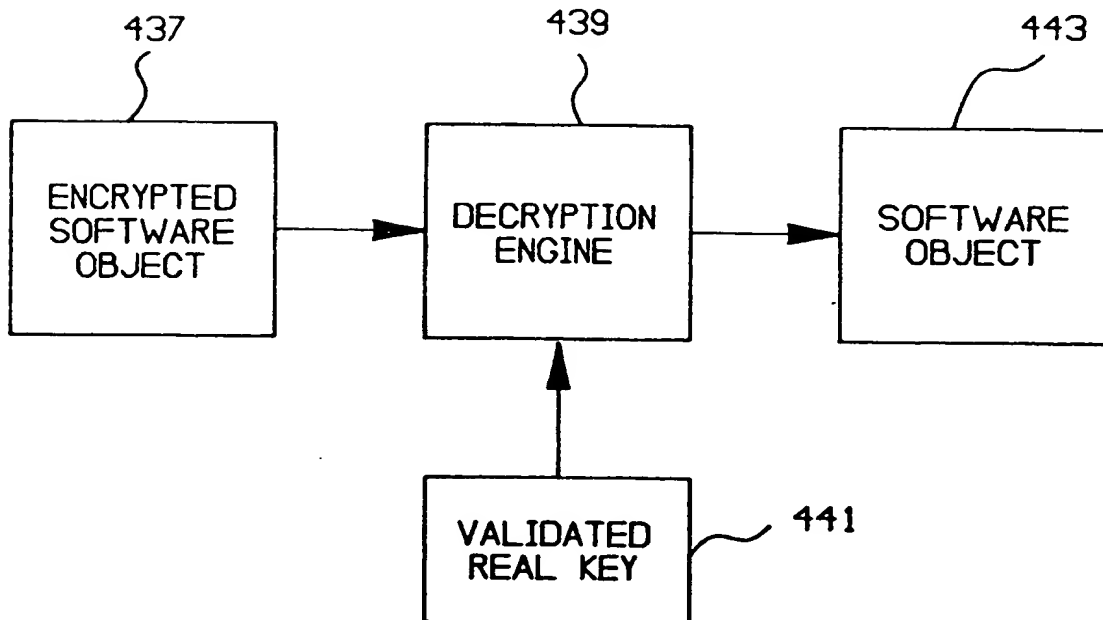 437
439
443
ENCRYPTED
SOFTWARE
OBJECT
DECRYPTION
ENGINE
SOFTWARE
OBJECT
VALIDATED
REAL KEY
441